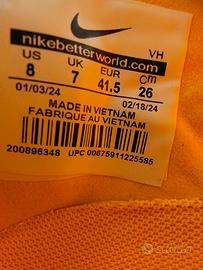 nikebetterworld.com VH
US UK EUR Cm
8 7 41.5 26
01/03/24 02/18/24
MADE IN VIETNAM
FABRIQUE AU VIETNAM
200896348 UPC 00875911225585
subito